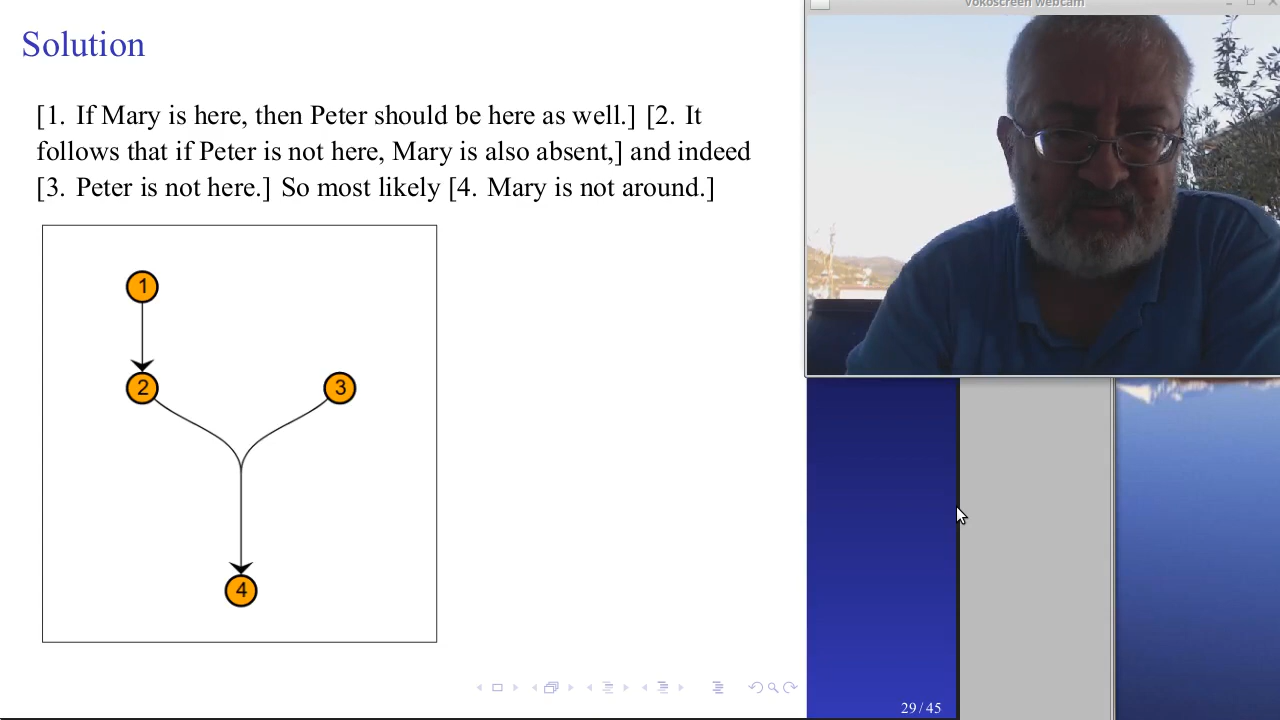 Vokoscreen webcam
Solution
[1. If Mary is here, then Peter should be here as well.] [2. It
follows that if Peter is not here, Mary is also absent,] and indeed
[3. Peter is not here.] So most likely [4. Mary is not around.]
1
2
3
4
29 / 45